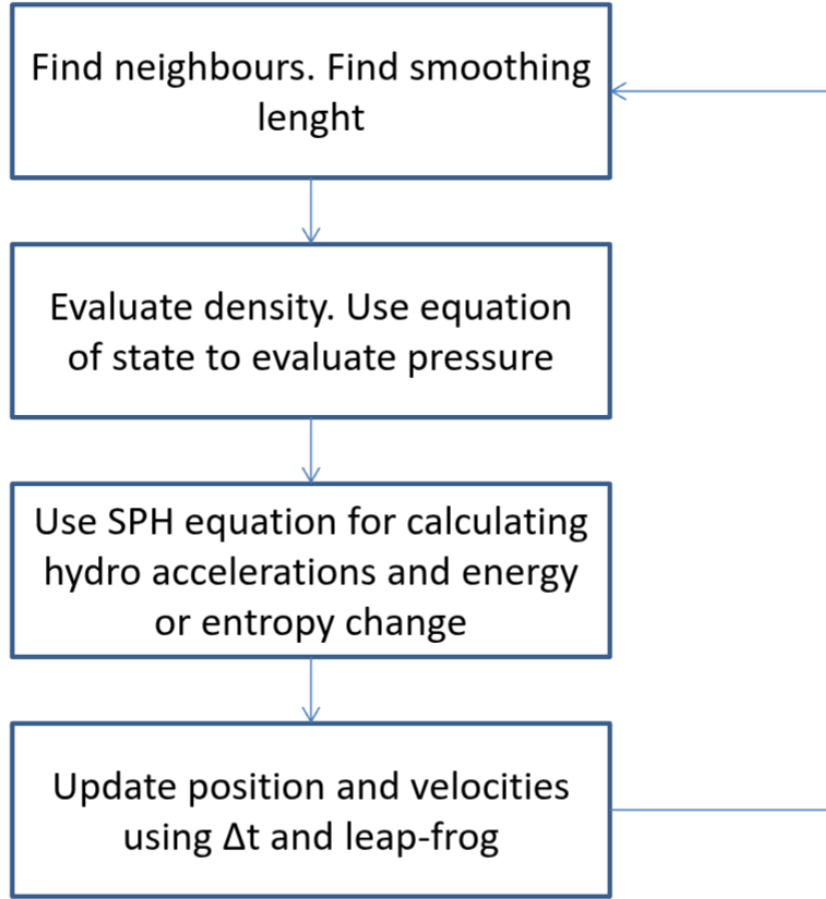 Find neighbours. Find smoothing
lenght
Evaluate density. Use equation
of state to evaluate pressure
Use SPH equation for calculating
hydro accelerations and energy
or entropy change
Update position and velocities
using Δt and leap-frog